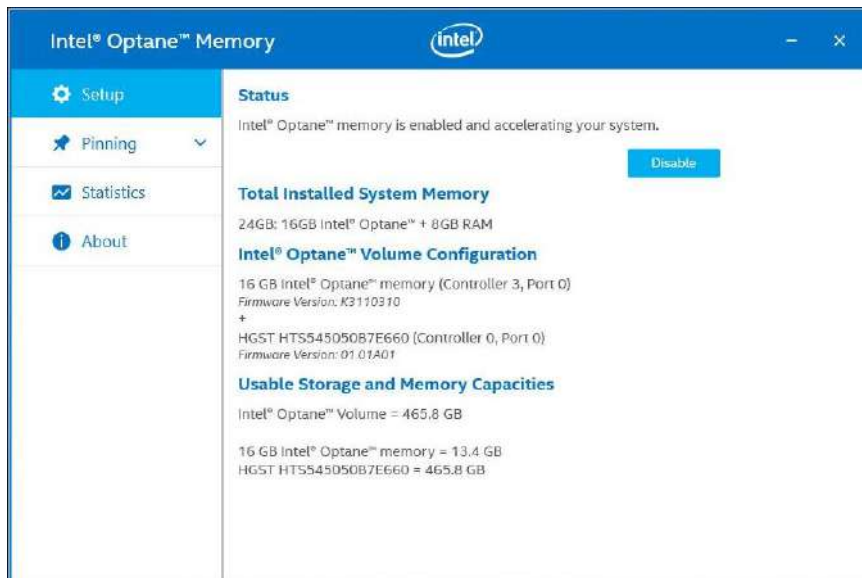 Intel® Optane™ Memory
intel
Setup
Pinning
Statistics
About
Status
Intel® Optane™ memory is enabled and accelerating your system.
Disable
Total Installed System Memory
24GB: 16GB Intel® Optane™ + 8GB RAM
Intel® Optane™ Volume Configuration
16 GB Intel® Optane™ memory (Controller 3, Port 0)
Firmware Version: K3110310
+
HGST HTS545050B7E660 (Controller 0, Port 0)
Firmware Version: 01.01A01
Usable Storage and Memory Capacities
Intel® Optane™ Volume = 465.8 GB
16 GB Intel® Optane™ memory = 13.4 GB
HGST HTS545050B7E660 = 465.8 GB